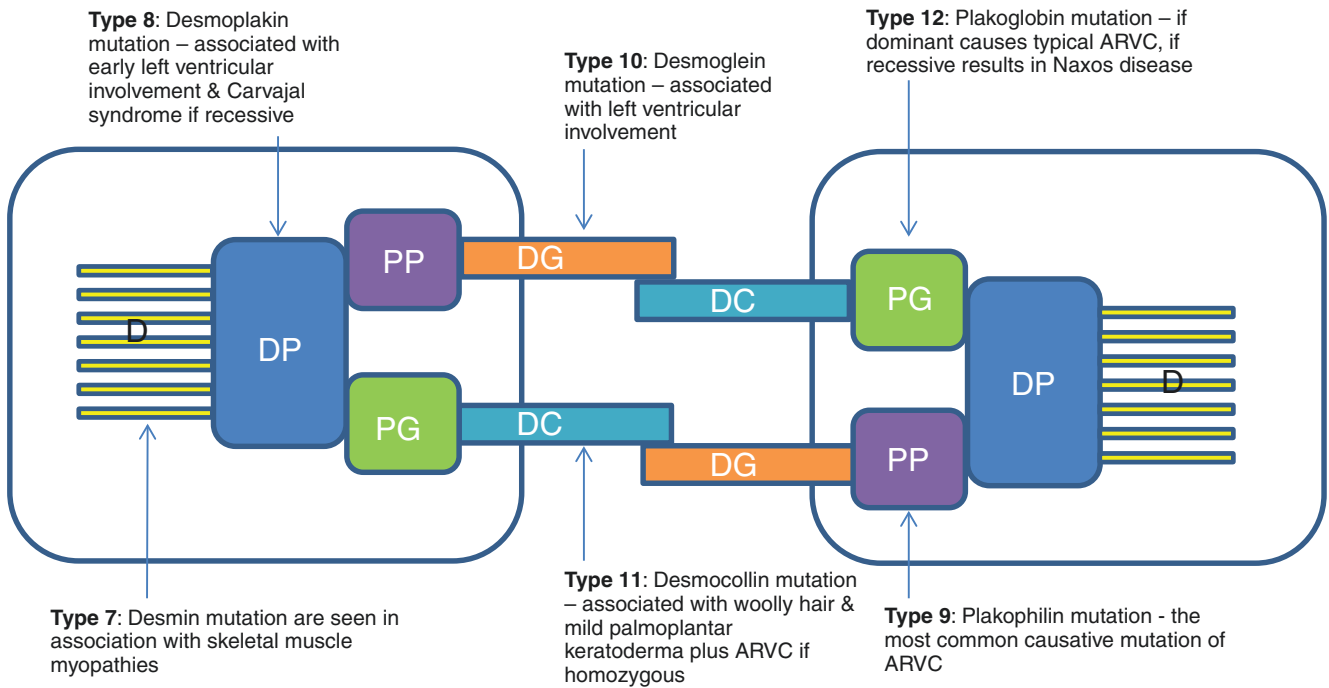 Type 8: Desmoplakin
mutation – associated with
early left ventricular
involvement & Carvajal
syndrome if recessive
Type 10: Desmoglein
mutation – associated
with left ventricular
involvement
Type 12: Plakoglobin mutation – if
dominant causes typical ARVC, if
recessive results in Naxos disease
PP
DG
DC
PG
D
DP
DP
D
PG
DC
DG
PP
Type 7: Desmin mutation are seen in
association with skeletal muscle
myopathies
Type 11: Desmocollin mutation
– associated with woolly hair &
mild palmoplantar
keratoderma plus ARVC if
homozygous
Type 9: Plakophilin mutation - the
most common causative mutation of
ARVC